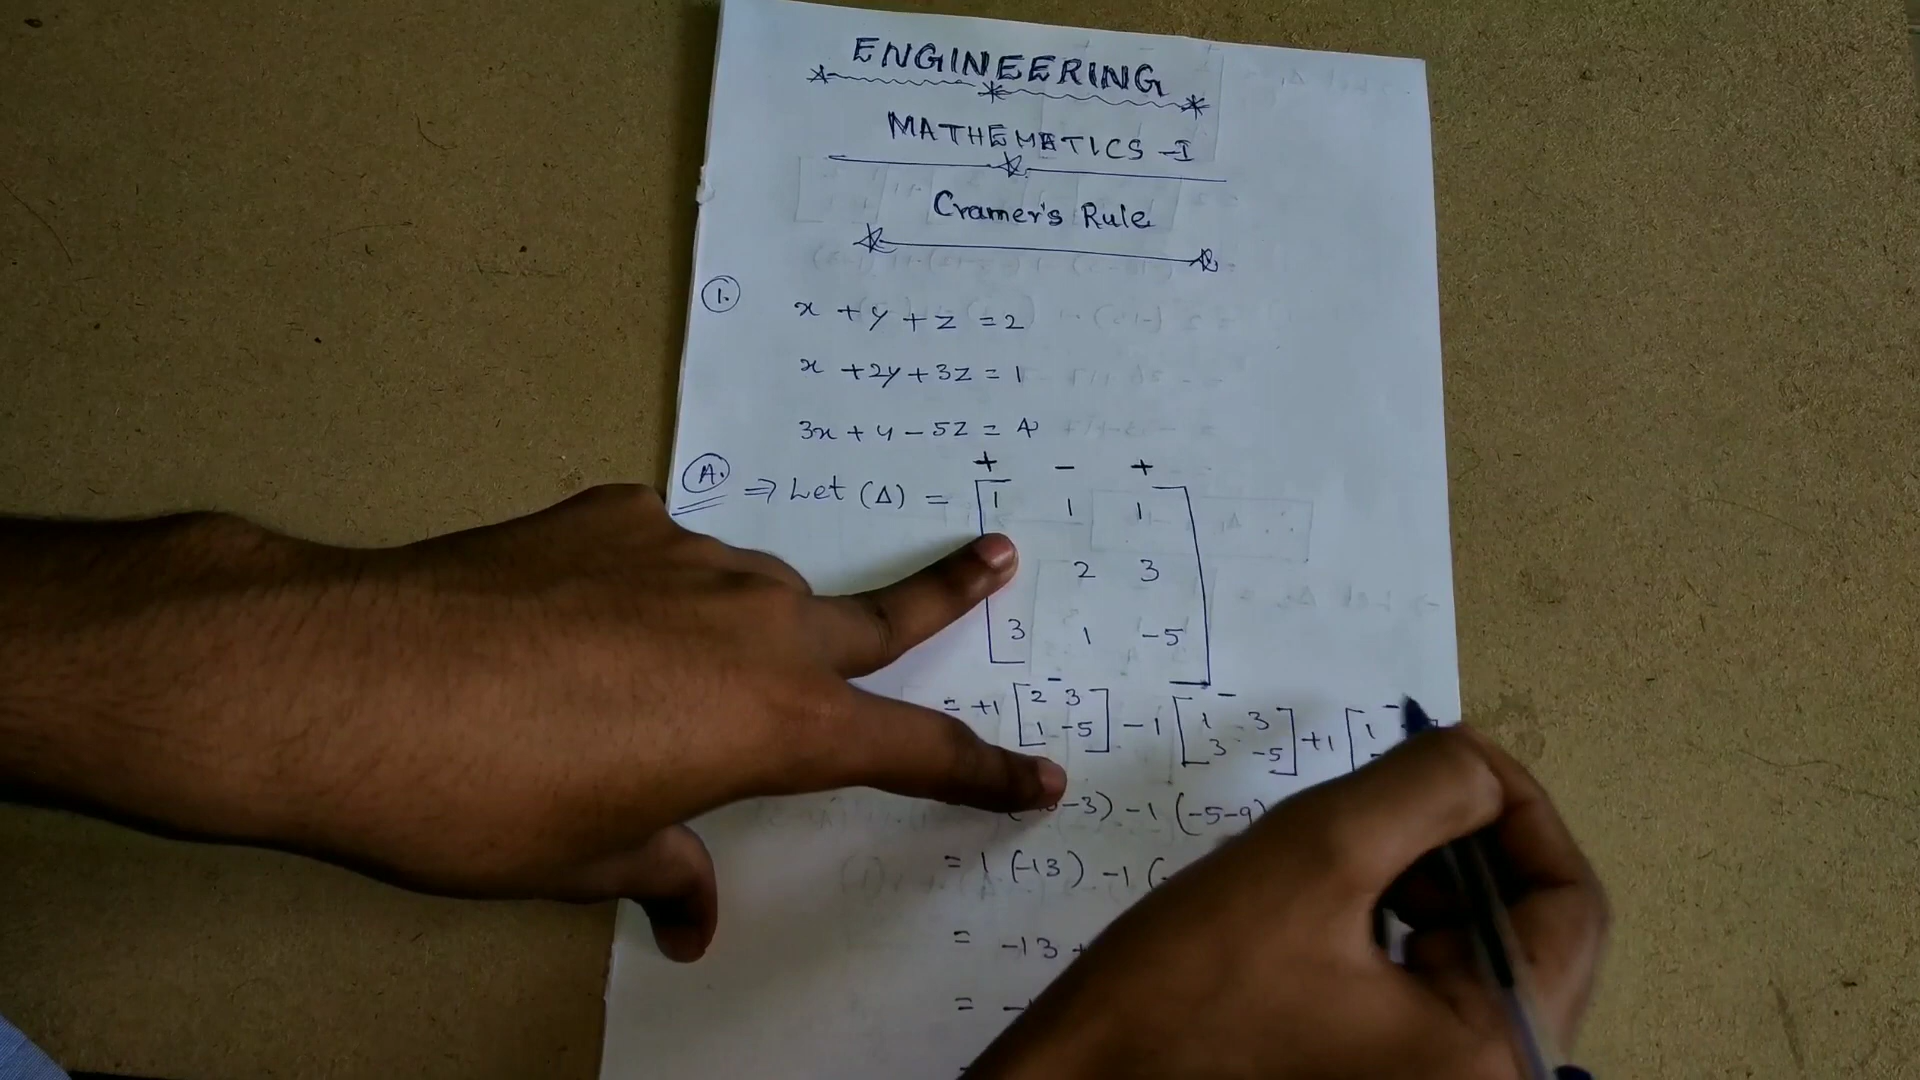 ENGINEERING
MATHEMETICS -I
Cramer's Rule
1. x + y + z = 2
x + 2y + 3z = 1
3x + y - 5z = 4
+ - +
A. ⇒ Let (Δ) = [1 1 1
2 3
3 1 -5]
= +1 [2 3 1 -5] - 1 [1 3 3 -5] + 1 [1
-3) - 1 (-5-9)
= 1 (-13) - 1 (
= -13 +
= -